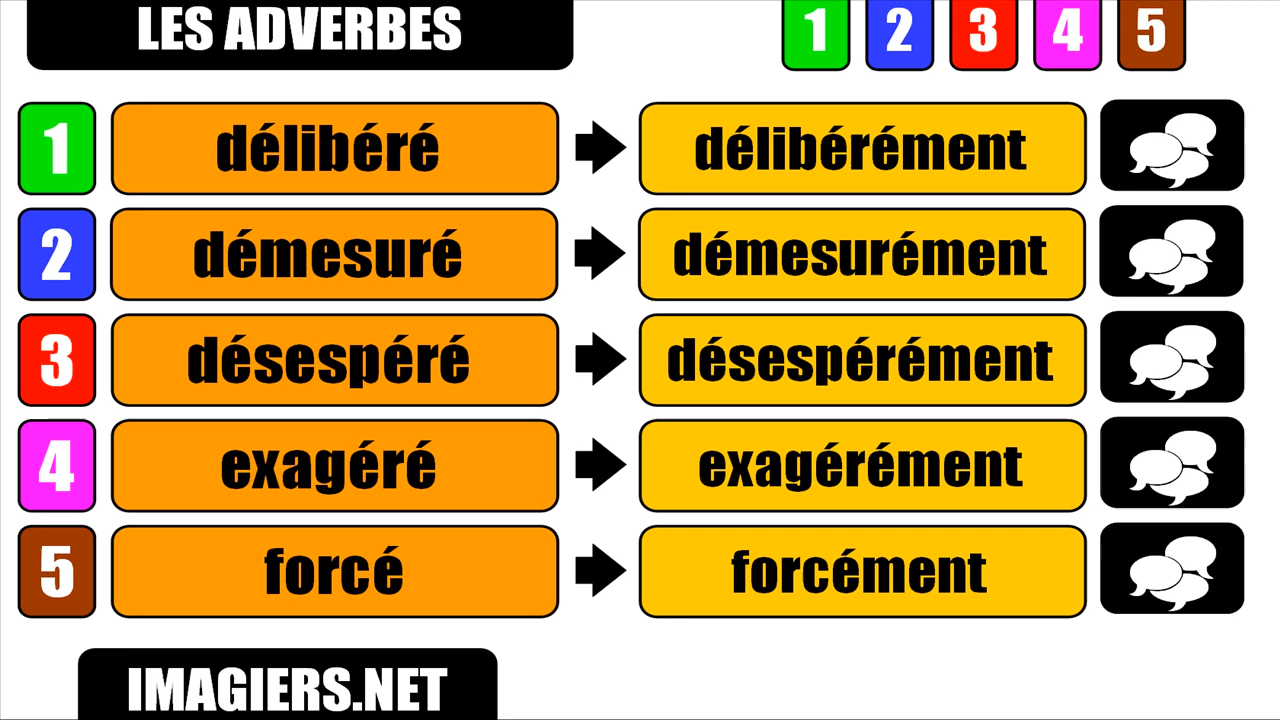 LES ADVERBES 1 2 3 4 5
1 délibéré délibérément
2 démesuré démesurément
3 désespéré désespérément
4 exagéré exagérément
5 forcé forcément
IMAGIERS.NET